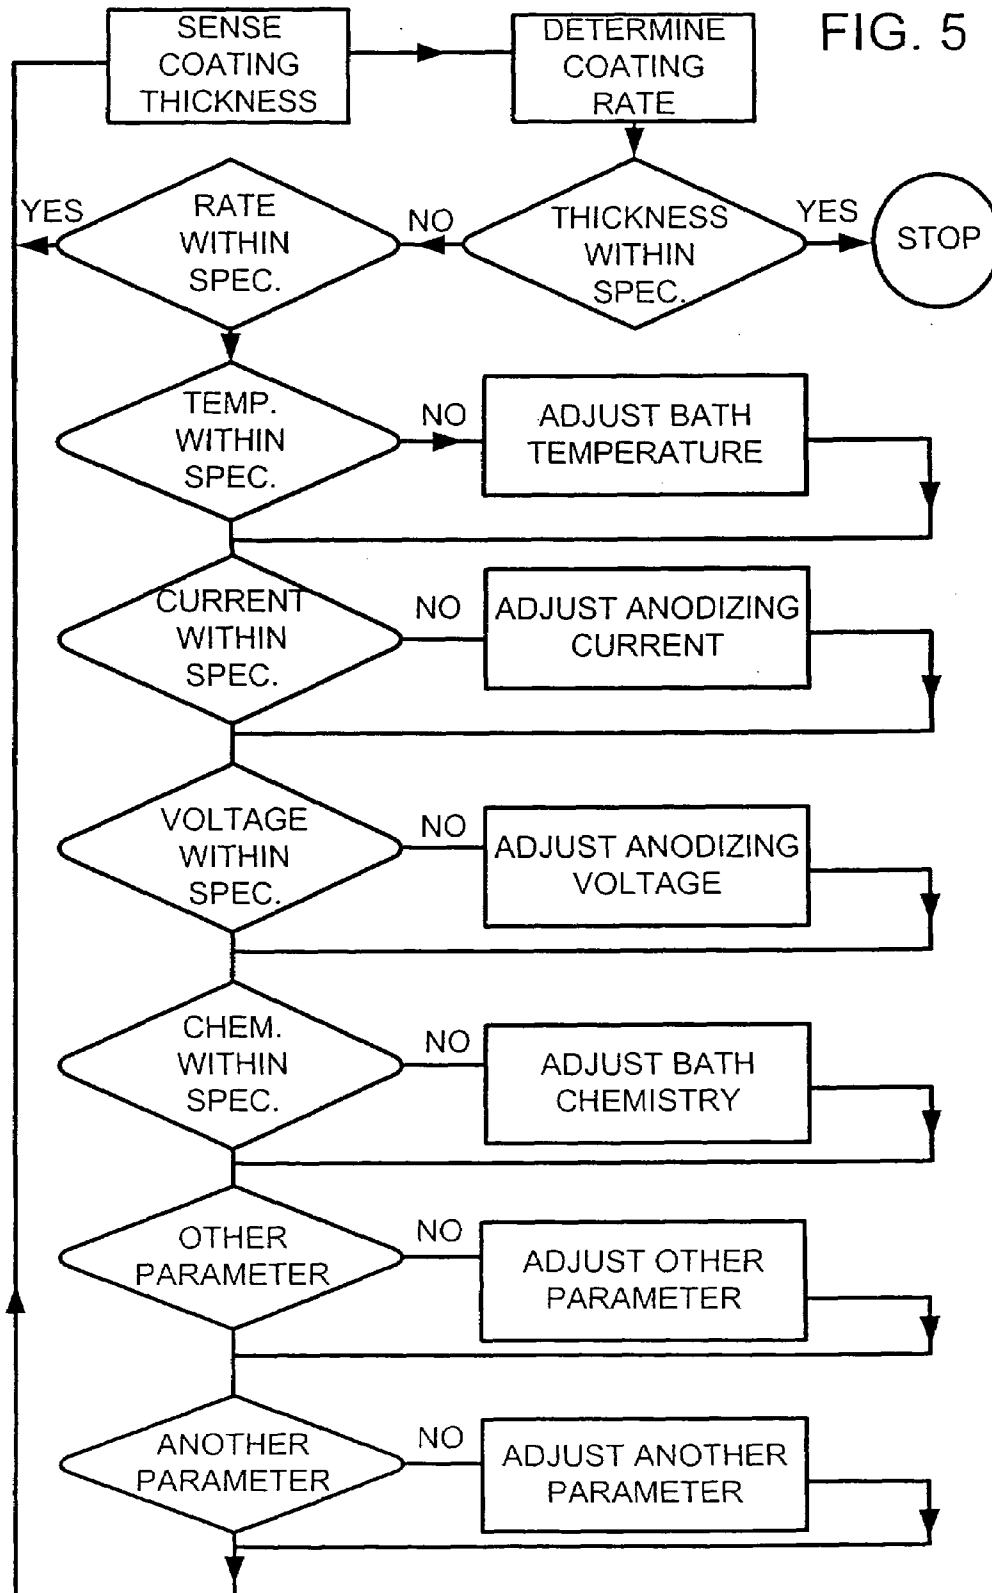 FIG. 5
SENSE
COATING
THICKNESS
DETERMINE
COATING
RATE
YES
RATE
WITHIN
SPEC.
NO
THICKNESS
WITHIN
SPEC.
YES
STOP
TEMP.
WITHIN
SPEC.
NO
ADJUST BATH
TEMPERATURE
CURRENT
WITHIN
SPEC.
NO
ADJUST ANODIZING
CURRENT
VOLTAGE
WITHIN
SPEC.
NO
ADJUST ANODIZING
VOLTAGE
CHEM.
WITHIN
SPEC.
NO
ADJUST BATH
CHEMISTRY
OTHER
PARAMETER
NO
ADJUST OTHER
PARAMETER
ANOTHER
PARAMETER
NO
ADJUST ANOTHER
PARAMETER